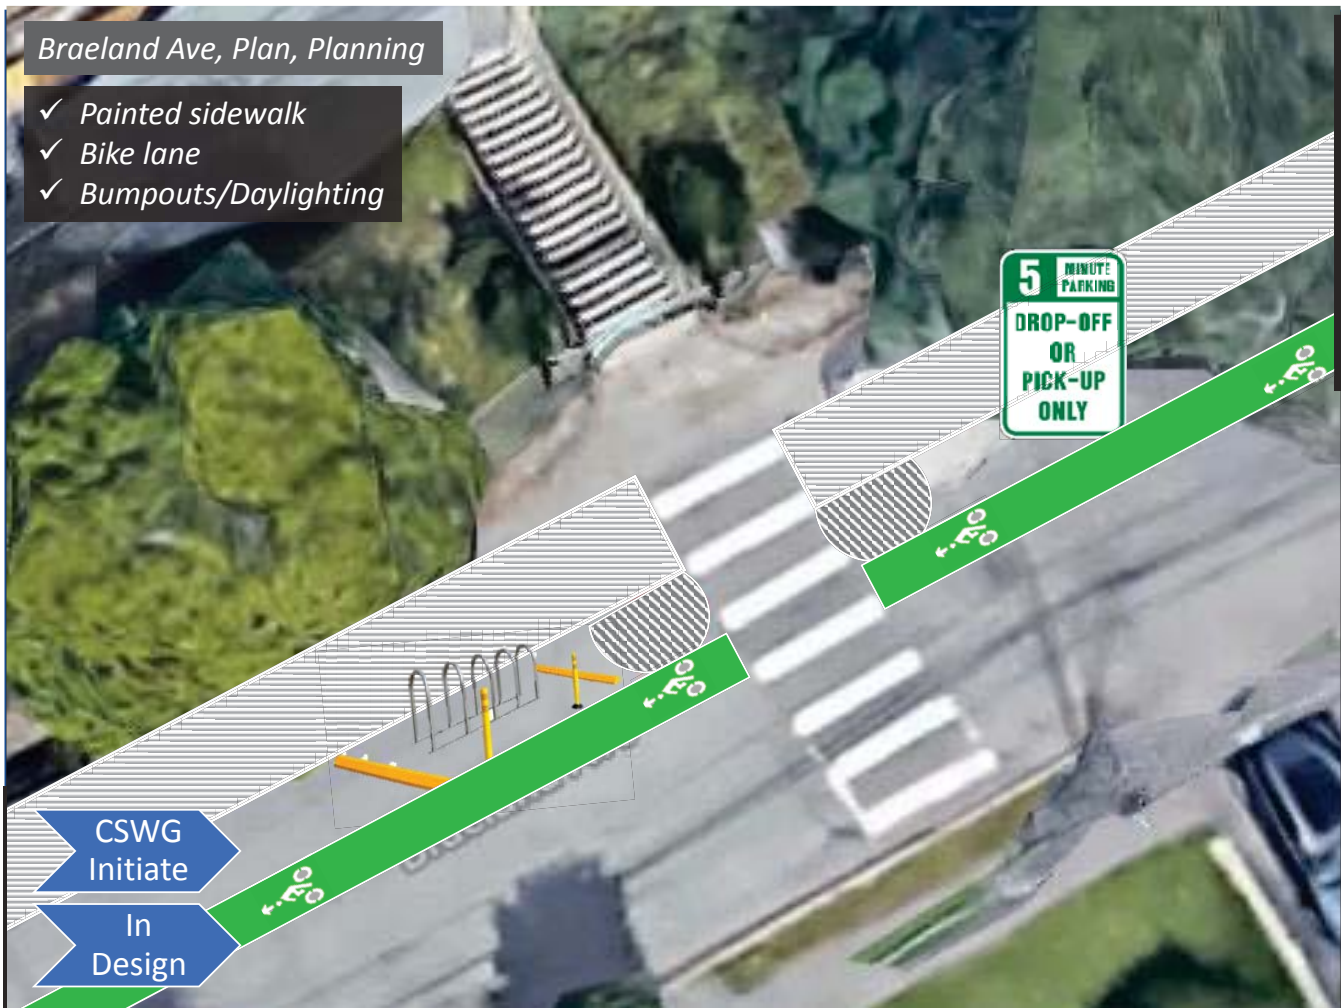 Braeland Ave, Plan, Planning
✓ Painted sidewalk
✓ Bike lane
✓ Bumpouts/Daylighting
5 MINUTE
PARKING
DROP-OFF
OR
PICK-UP
ONLY
CSWG
Initiate
In
Design